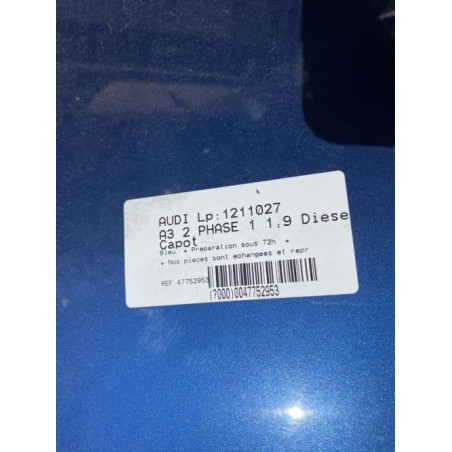 AUDI Lp:1211027
A3 2 PHASE 1 1,9 Diese
Capot
Bleu * Preparation sous 72h *
* Nos pieces sont echangees et repr
REF 47752953
(7000)0047752953